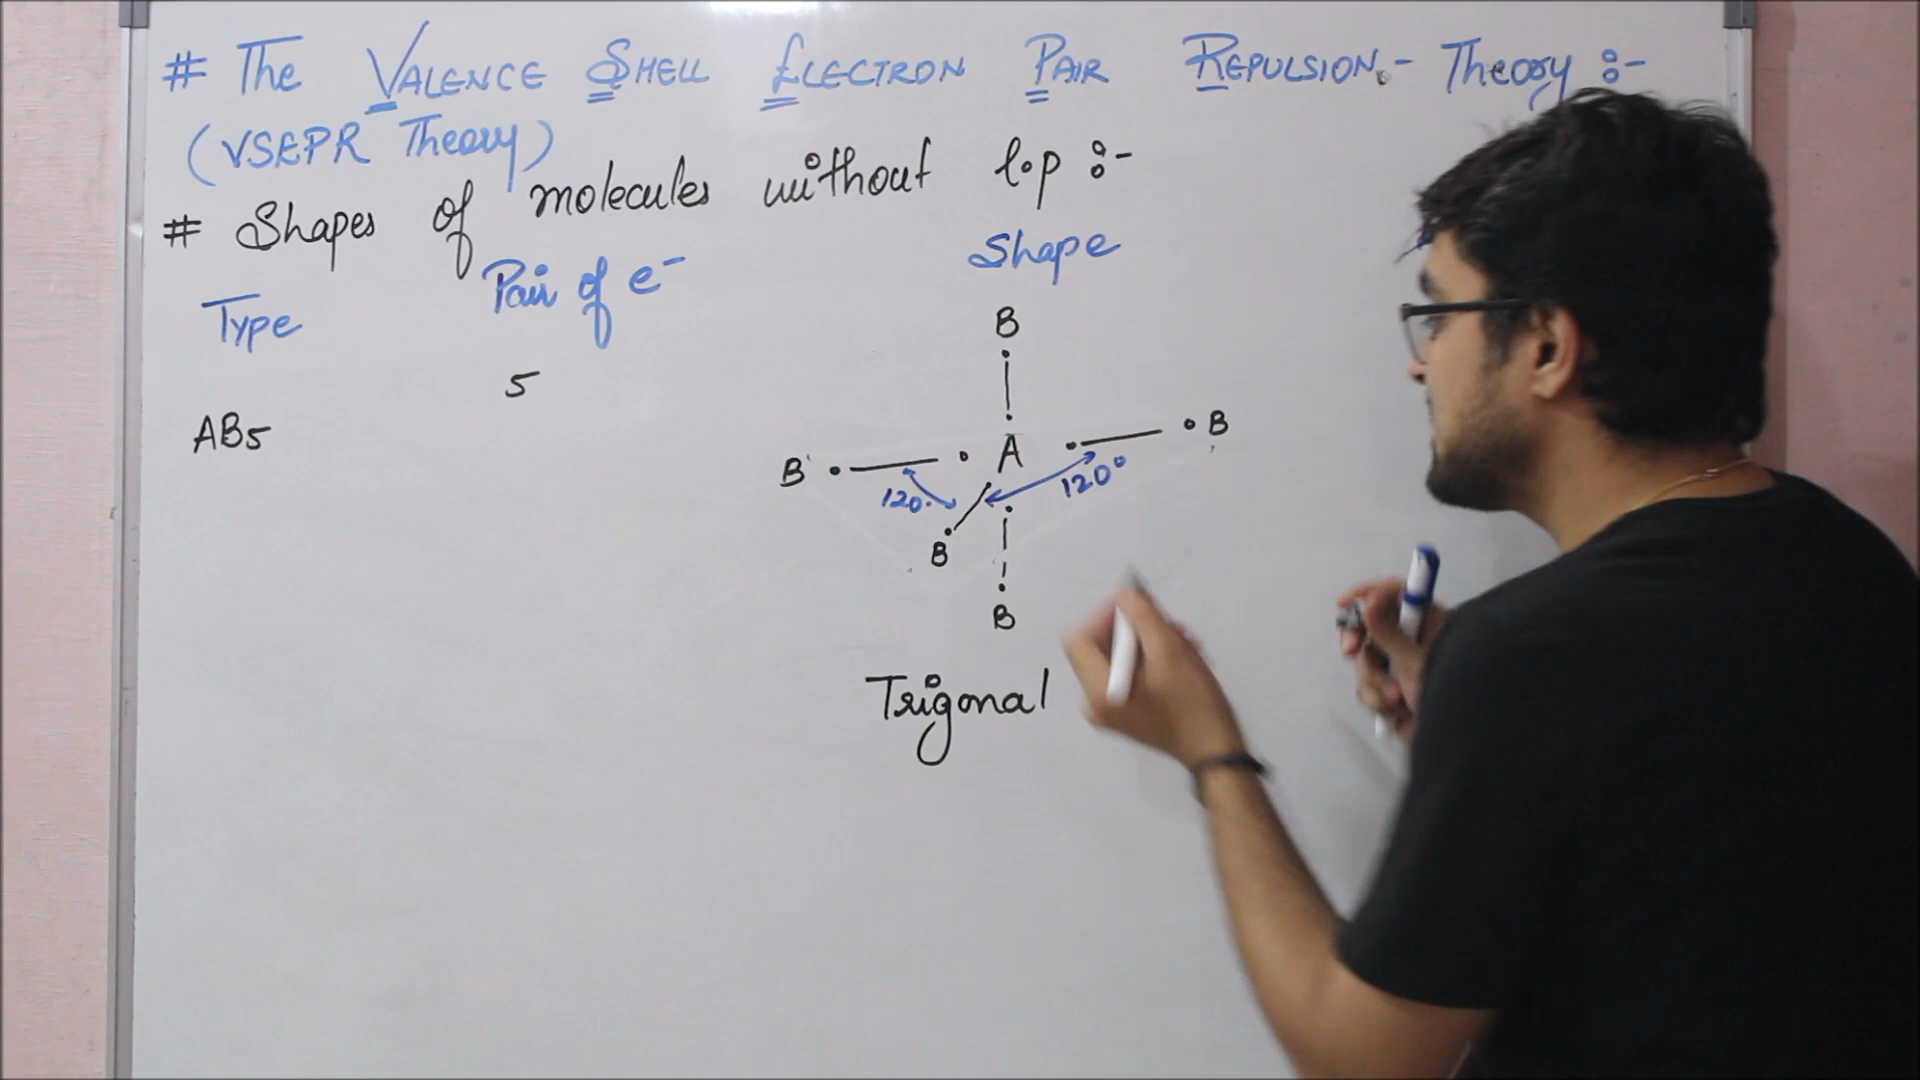 # The VALENCE SHELL ELECTRON PAIR REPULSION - Theory :-
(VSEPR Theory)
# Shapes of molecules without l.p :-
Type Pair of e⁻ Shape
AB5 5
B
B A B
120° 120°
B
B
Trigonal